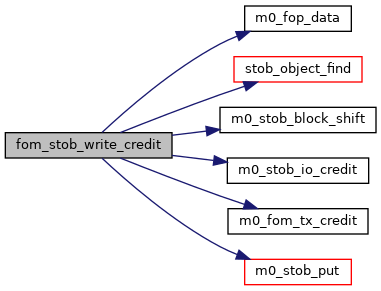 m0_fop_data
stob_object_find
m0_stob_block_shift
fom_stob_write_credit
m0_stob_io_credit
m0_fom_tx_credit
m0_stob_put